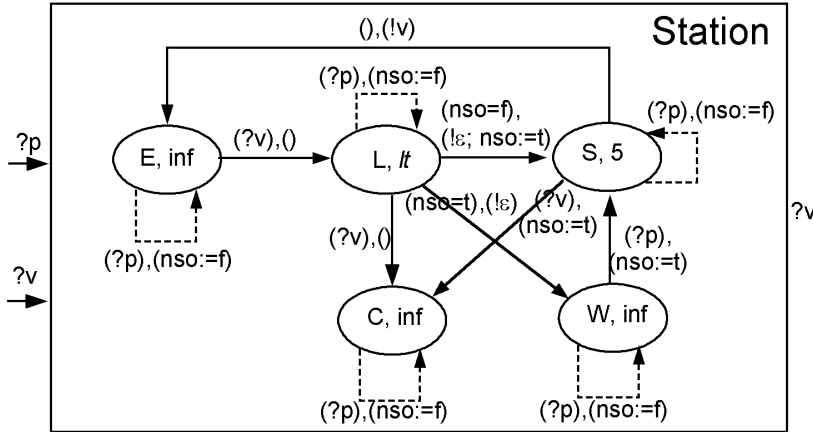 Station
(),(!v)
(?p),(nso:=f)
(nso=f),
(!ε; nso:=t)
(?p),(nso:=f)
?p
(?v),()
E, inf
L, lt
S, 5
(nso=t),(!ε)
(?v),
(nso:=t)
?v
(?p),(nso:=f)
(?v),()
(?p),
(nso:=t)
?v
C, inf
W, inf
(?p),(nso:=f)
(?p),(nso:=f)